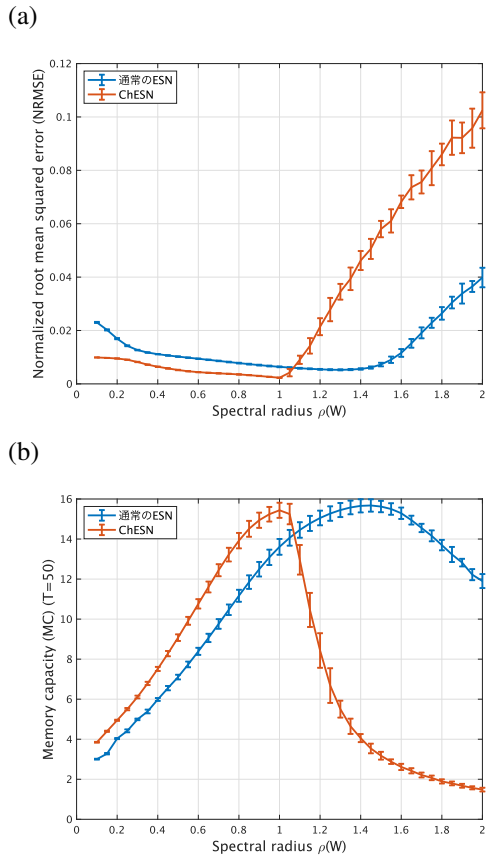 (a)
0.12
0.1
0.08
0.06
0.04
0.02
0
通常のESN
ChESN
Normalized root mean squared error (NRMSE)
0 0.2 0.4 0.6 0.8 1 1.2 1.4 1.6 1.8 2
Spectral radius ρ(W)
(b)
16
14
12
10
8
6
4
2
0
通常のESN
ChESN
Memory capacity (MC) (T=50)
0 0.2 0.4 0.6 0.8 1 1.2 1.4 1.6 1.8 2
Spectral radius ρ(W)